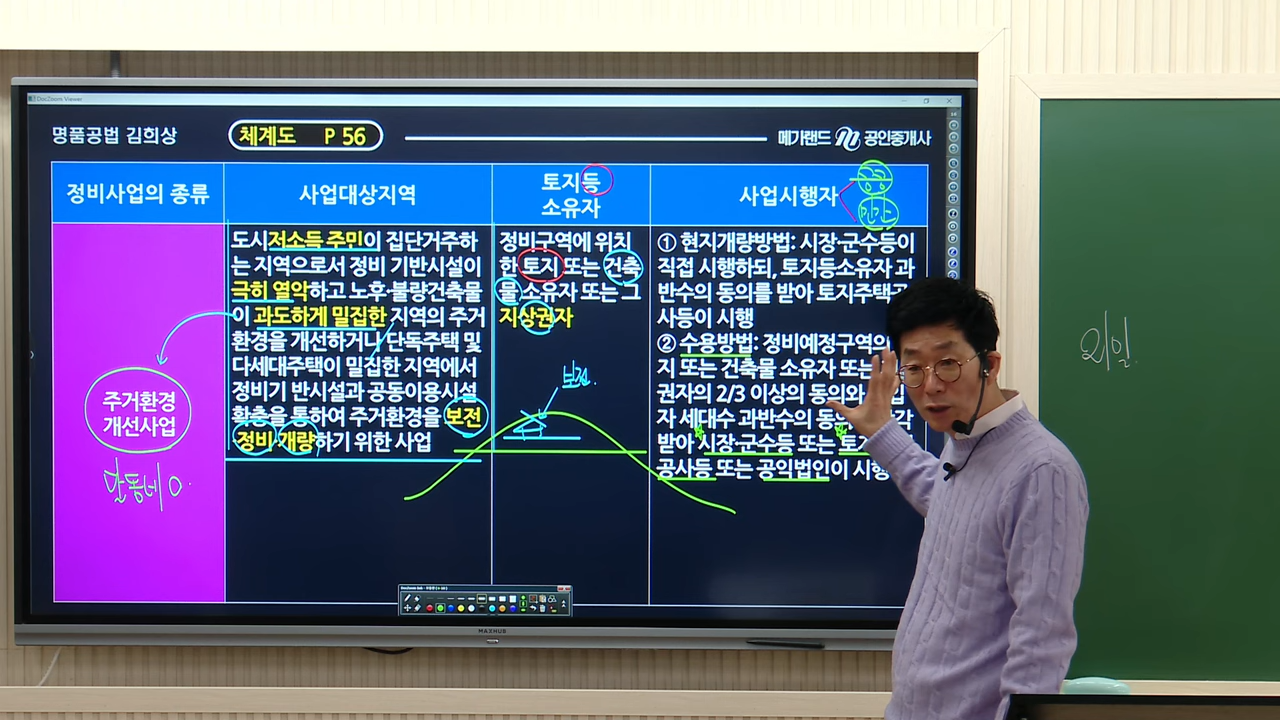 DocZoom Viewer
명품공법 김희상
체계도 P 56
메가랜드 공인중개사
정비사업의 종류
사업대상지역
토지등
소유자
사업시행자
민간
주거환경
개선사업
달동네
도시저소득 주민이 집단거주하
는 지역으로서 정비 기반시설이
극히 열악하고 노후·불량건축물
이 과도하게 밀집한 지역의 주거
환경을 개선하거나 단독주택 및
다세대주택이 밀집한 지역에서
정비기 반시설과 공동이용시설
확충을 통하여 주거환경을 보전
정비 개량하기 위한 사업
정비구역에 위치
한 토지 또는 건축
물 소유자 또는 그
지상권자
보전
① 현지개량방법: 시장·군수등이
직접 시행하되, 토지등소유자 과
반수의 동의를 받아 토지주택공
사등이 시행
② 수용방법: 정비예정구역의
지 또는 건축물 소유자 또는
권자의 2/3 이상의 동의와
자 세대수 과반수의 동의
받아 시장·군수등 또는 토
공사등 또는 공익법인이 시행
MAXHUB